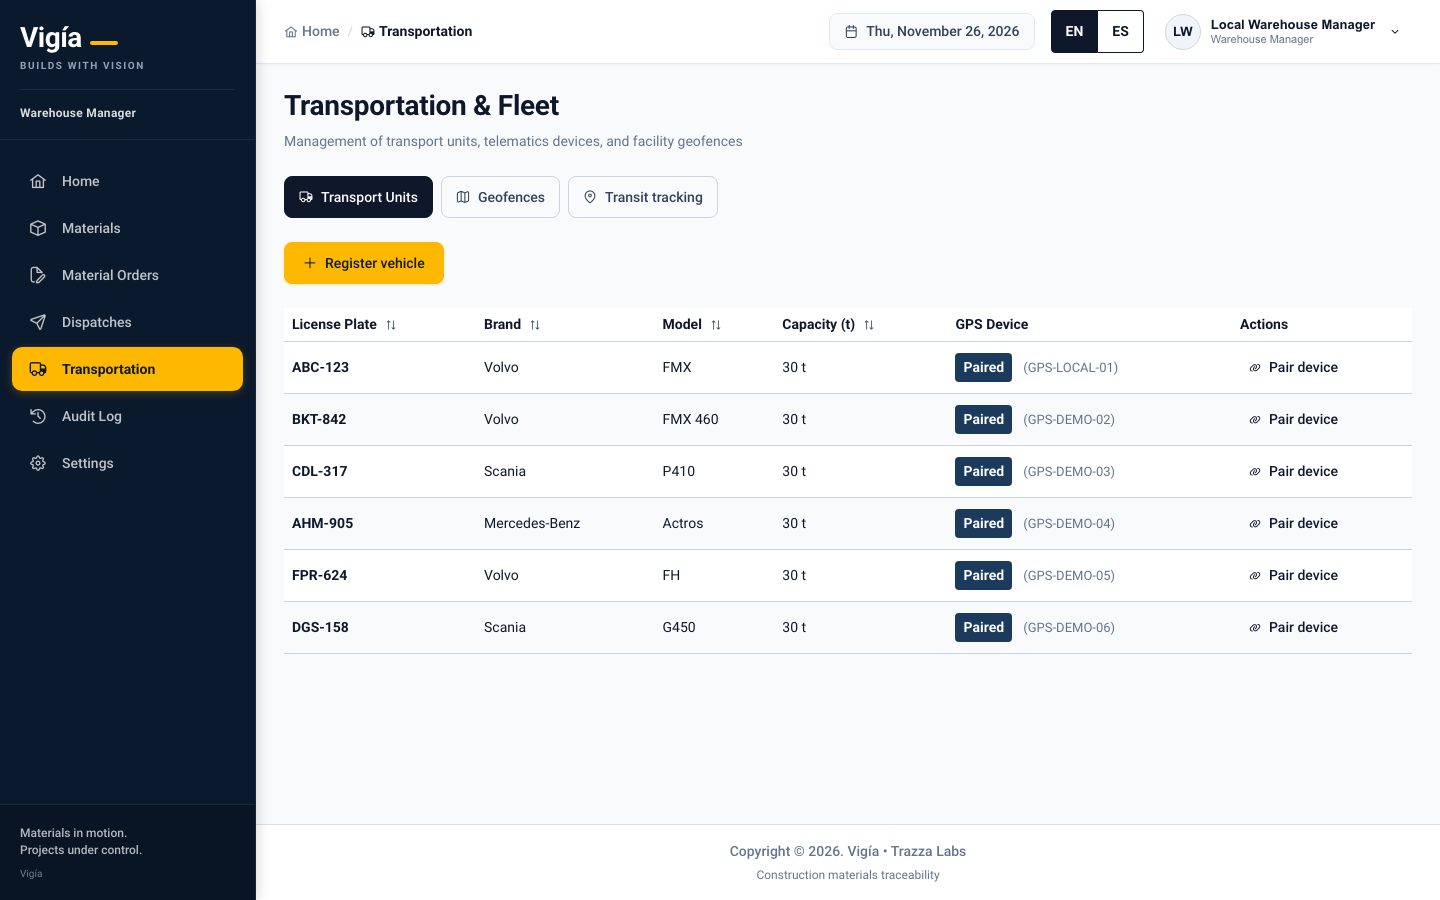 Vigía
BUILDS WITH VISION
Warehouse Manager
Home
Materials
Material Orders
Dispatches
Transportation
Audit Log
Settings
Materials in motion.
Projects under control.
Vigía
Home / Transportation
Thu, November 26, 2026
EN ES
LW
Local Warehouse Manager
Warehouse Manager
Transportation & Fleet
Management of transport units, telematics devices, and facility geofences
Transport Units Geofences Transit tracking
Register vehicle
License Plate Brand Model Capacity (t) GPS Device Actions
ABC-123 Volvo FMX 30 t Paired (GPS-LOCAL-01) Pair device
BKT-842 Volvo FMX 460 30 t Paired (GPS-DEMO-02) Pair device
CDL-317 Scania P410 30 t Paired (GPS-DEMO-03) Pair device
AHM-905 Mercedes-Benz Actros 30 t Paired (GPS-DEMO-04) Pair device
FPR-624 Volvo FH 30 t Paired (GPS-DEMO-05) Pair device
DGS-158 Scania G450 30 t Paired (GPS-DEMO-06) Pair device
Copyright © 2026. Vigía • Trazza Labs
Construction materials traceability